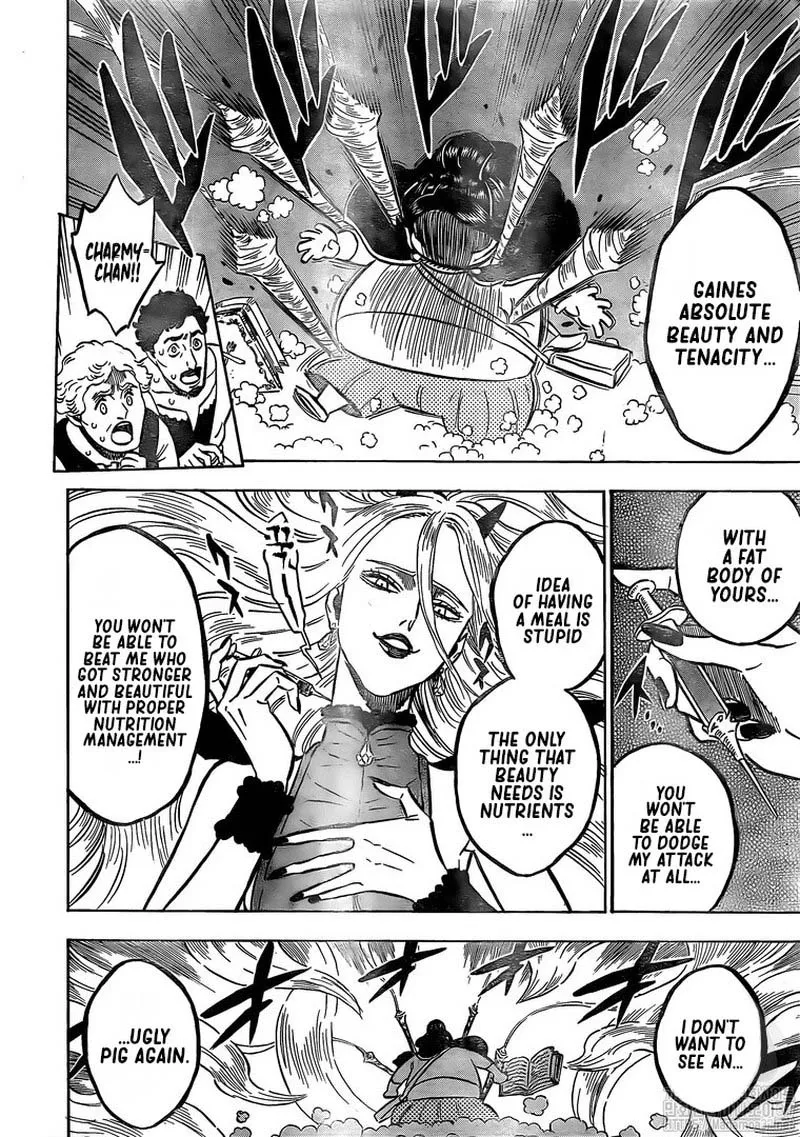 GAINES
ABSOLUTE
BEAUTY AND
TENACITY...
CHARMY-
CHAN!!
WITH A
FAT
BODY OF
YOURS...
YOU
WON'T
BE ABLE
TO DODGE
MY ATTACK
AT ALL...
IDEA
OF HAVING
A MEAL IS
STUPID
THE ONLY
THING THAT
BEAUTY
NEEDS IS
NUTRIENTS
...
YOU WON'T
BE ABLE TO
BEAT ME WHO
GOT STRONGER
AND BEAUTIFUL
WITH PROPER
NUTRITION
MANAGEMENT
...!
I DON'T
WANT TO
SEE AN...
...UGLY
PIG AGAIN.